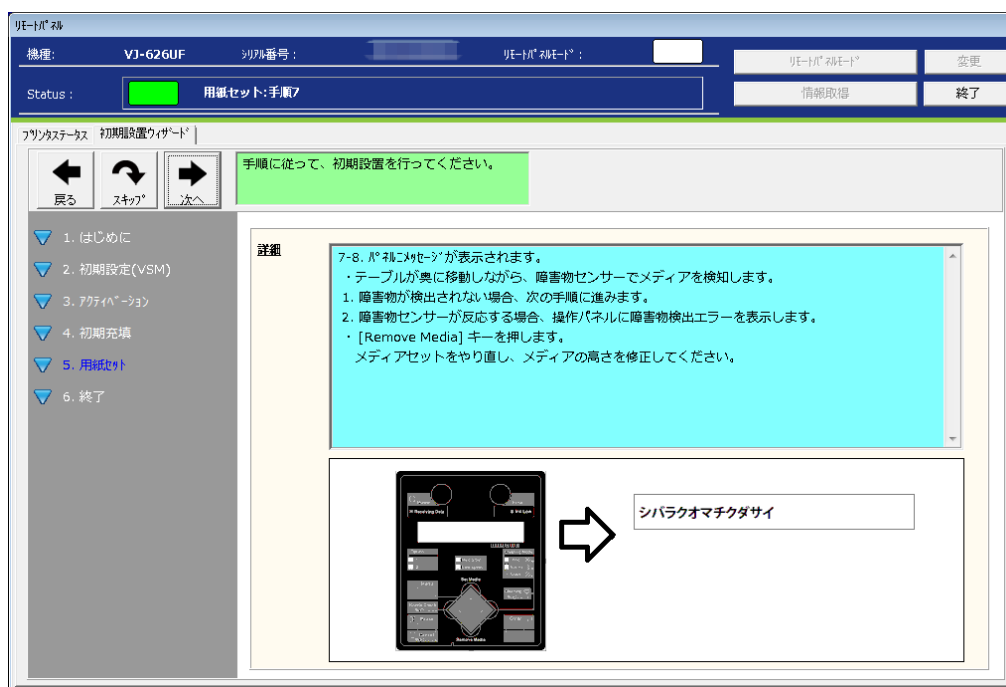 ﾘﾓｰﾄﾊﾟﾈﾙ
機種: VJ-626UF ｼﾘｱﾙ番号： ﾘﾓｰﾄﾊﾟﾈﾙﾓｰﾄﾞ：
ﾘﾓｰﾄﾊﾟﾈﾙﾓｰﾄﾞ 変更
Status： 用紙セット:手順7
情報取得 終了
ﾌﾟﾘﾝﾀｽﾃｰﾀｽ 初期設置ｳｨｻﾞｰﾄﾞ
戻る ｽｷｯﾌﾟ 次へ
手順に従って、初期設置を行ってください。
1. はじめに
2. 初期設定(VSM)
3. ｱｸﾃｨﾍﾞｰｼｮﾝ
4. 初期充填
5. 用紙ｾｯﾄ
6. 終了
詳細
7-8. ﾊﾟﾈﾙにﾒｯｾｰｼﾞが表示されます。
・テーブルが奥に移動しながら、障害物センサーでメディアを検知します。
1. 障害物が検出されない場合、次の手順に進みます。
2. 障害物センサーが反応する場合、操作パネルに障害物検出エラーを表示します。
・ [Remove Media] キーを押します。
メディアセットをやり直し、メディアの高さを修正してください。
Receiving Data
Set Media
Remove Media
シバラクオマチクダサイ